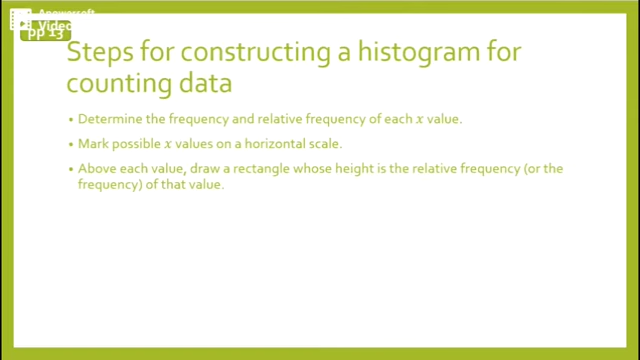 Apowersoft
Video
pp 13
Steps for constructing a histogram for
counting data
• Determine the frequency and relative frequency of each x value.
• Mark possible x values on a horizontal scale.
• Above each value, draw a rectangle whose height is the relative frequency (or the
frequency) of that value.